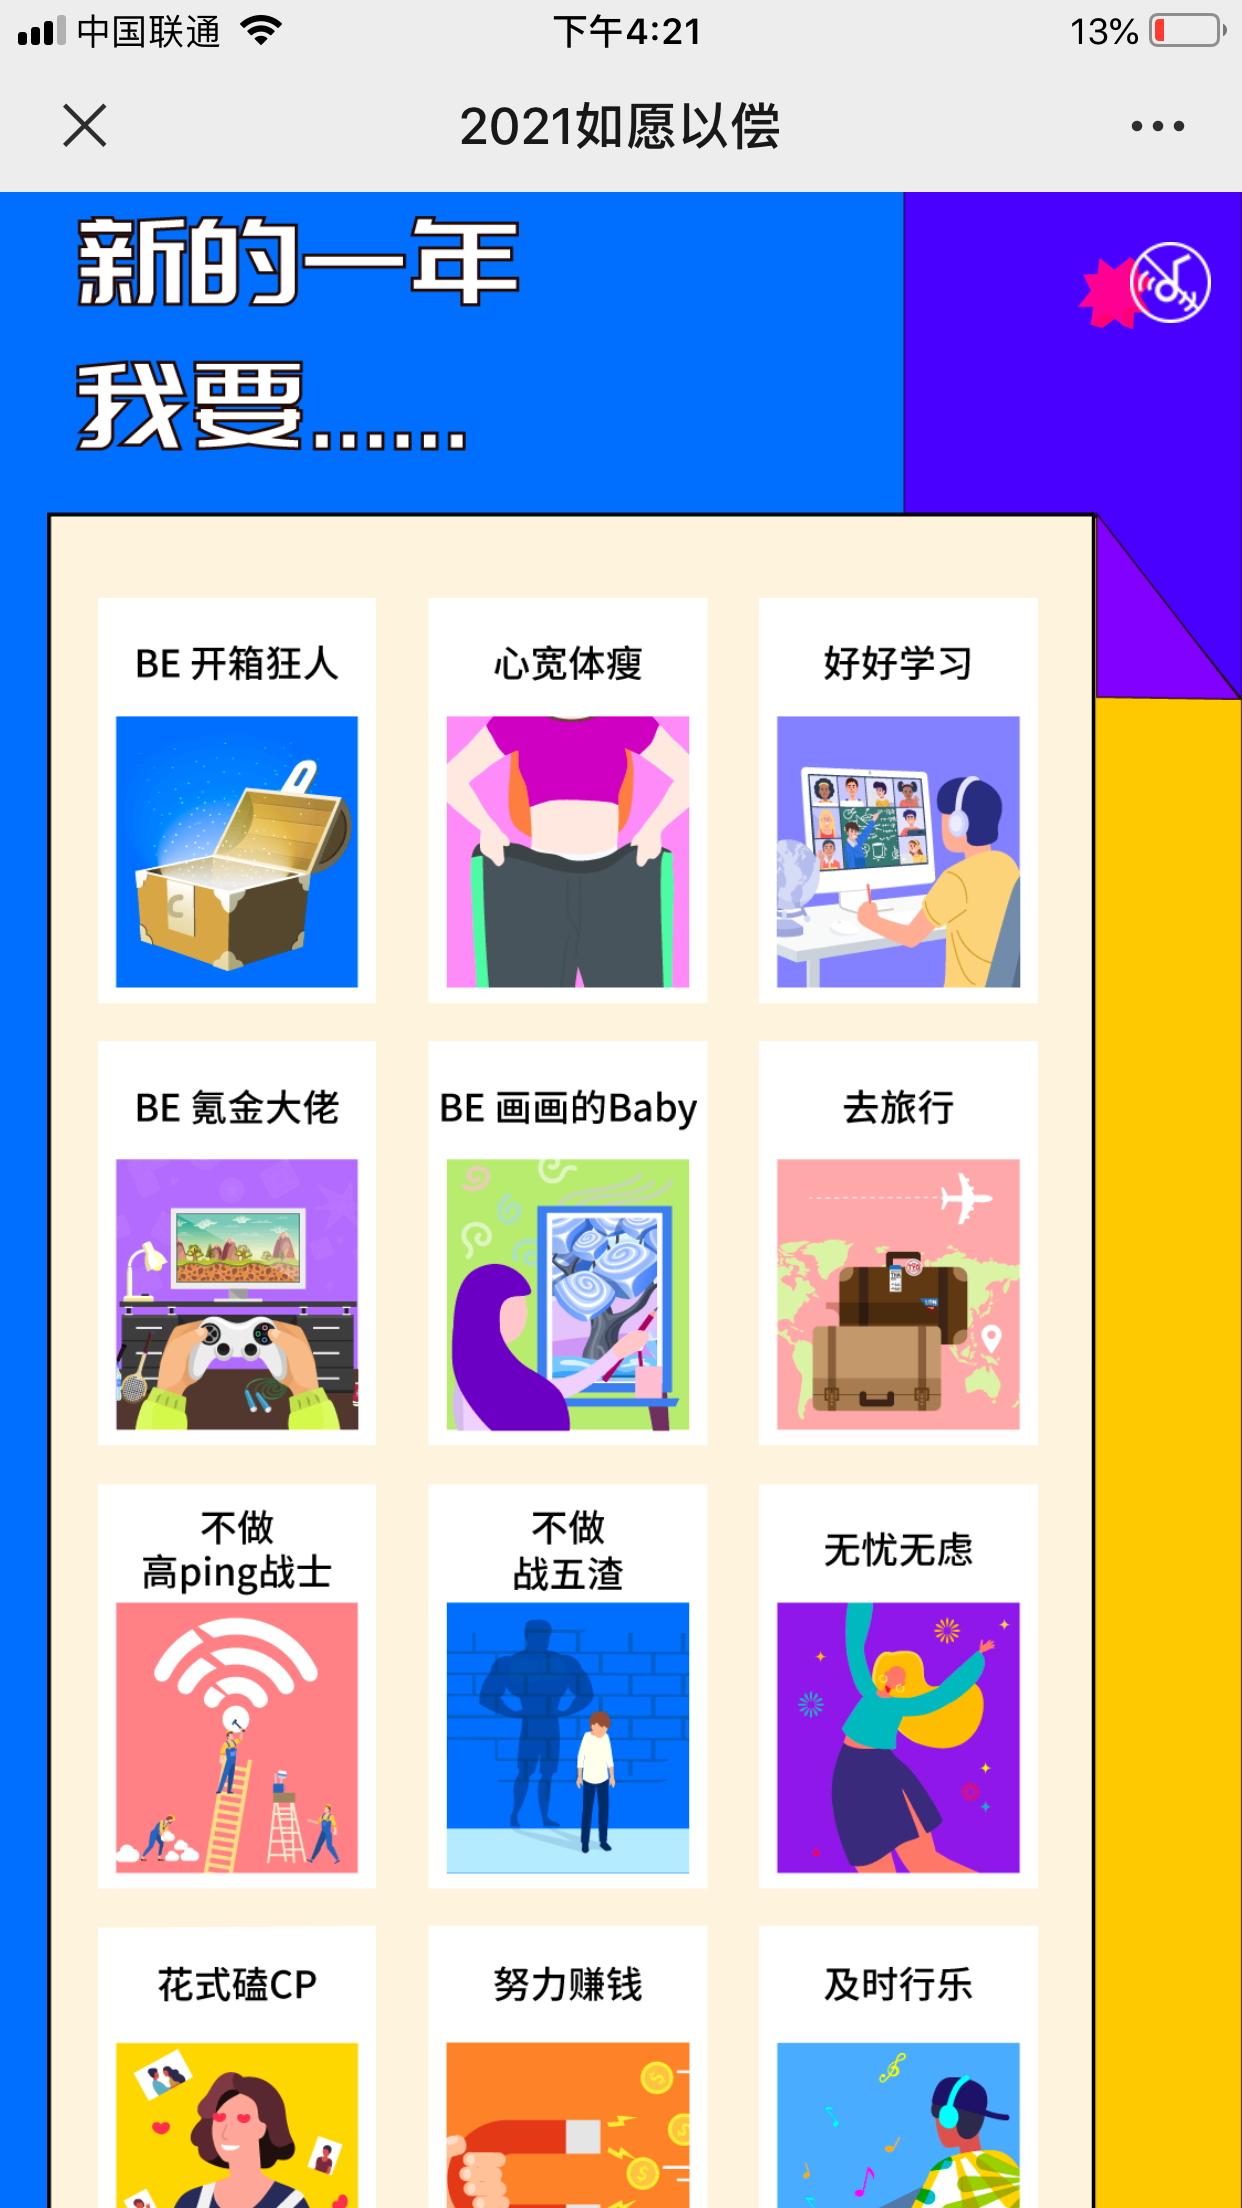 中国联通
下午4:21
13%
2021如愿以偿
新的一年
我要......
BE 开箱狂人
心宽体瘦
好好学习
BE 氪金大佬
BE 画画的Baby
去旅行
不做
高ping战士
不做
战五渣
无忧无虑
花式磕CP
努力赚钱
及时行乐